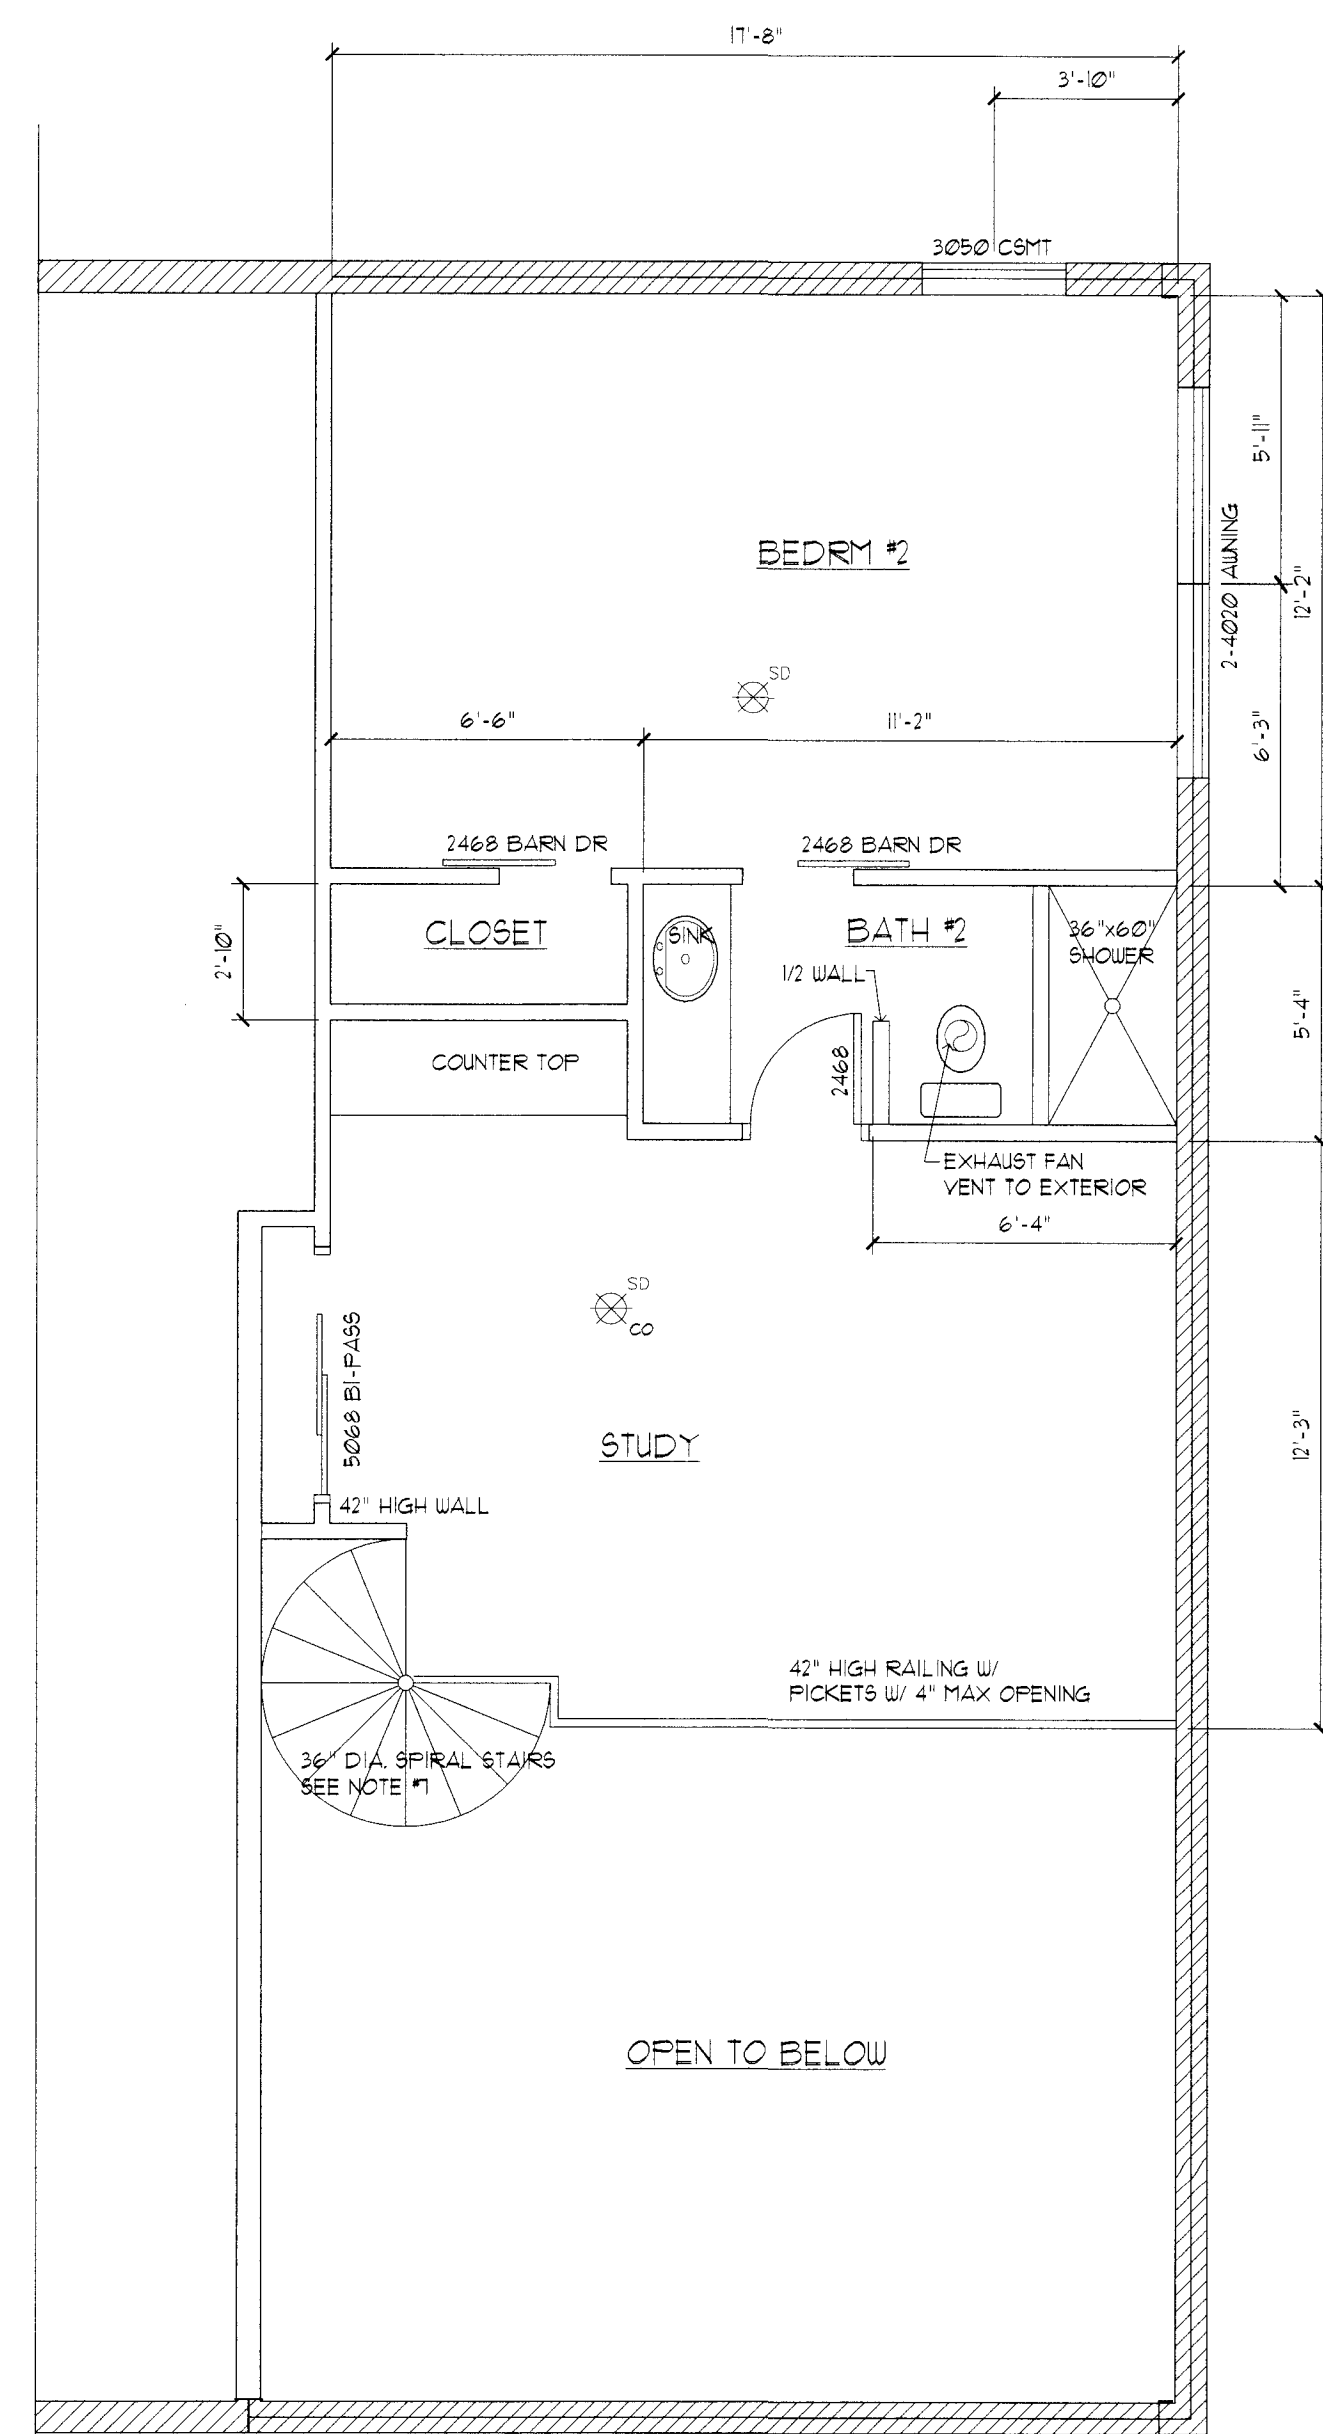 17'-8"
3'-10"
3050 CSMT
5'-11"
2-4020 AWNING
12'-2"
BEDRM #2
SD
6'-6"
11'-2"
6'-3"
2468 BARN DR
2468 BARN DR
CLOSET
SINK
BATH #2
36"x60"
SHOWER
2'-10"
1/2 WALL
5'-4"
COUNTER TOP
2468
EXHAUST FAN
VENT TO EXTERIOR
6'-4"
SD
CO
5068 BI-PASS
STUDY
12'-3"
42" HIGH WALL
42" HIGH RAILING W/
PICKETS W/ 4" MAX OPENING
36" DIA. SPIRAL STAIRS
SEE NOTE #7
OPEN TO BELOW